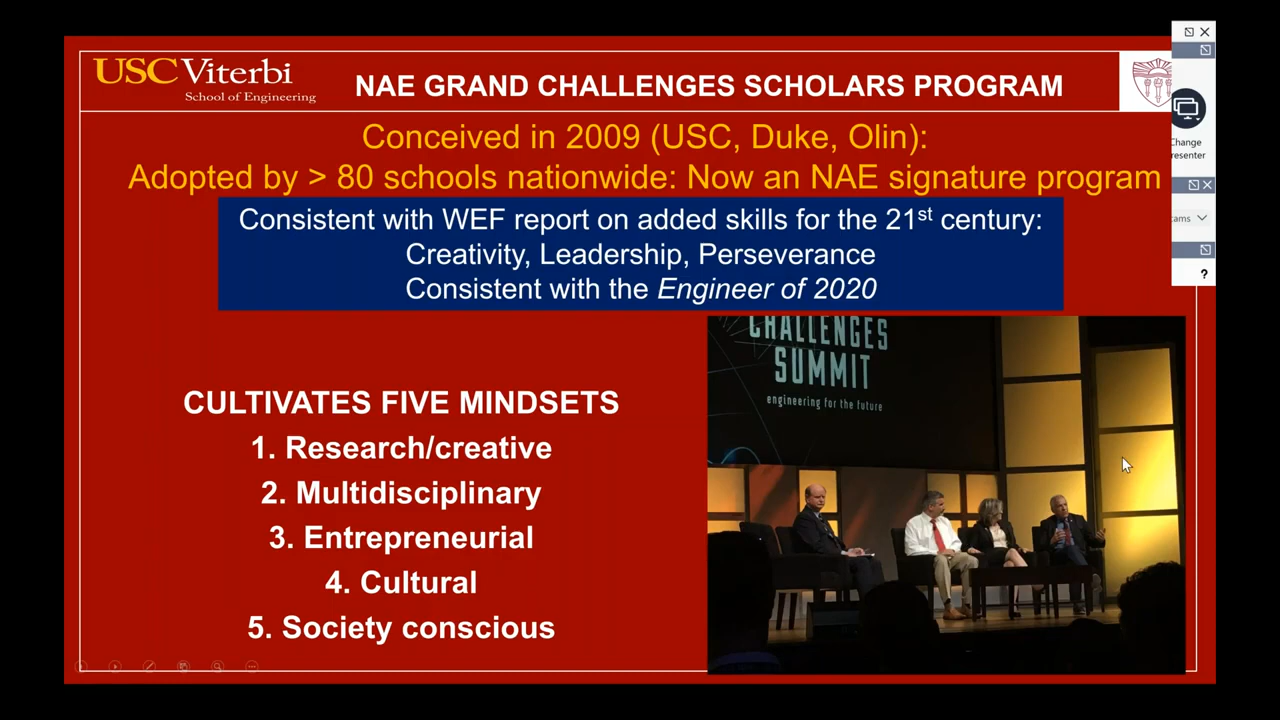 USC Viterbi
School of Engineering
NAE GRAND CHALLENGES SCHOLARS PROGRAM
Conceived in 2009 (USC, Duke, Olin):
Adopted by > 80 schools nationwide: Now an NAE signature program
Consistent with WEF report on added skills for the 21st century:
Creativity, Leadership, Perseverance
Consistent with the Engineer of 2020
CULTIVATES FIVE MINDSETS
1. Research/creative
2. Multidisciplinary
3. Entrepreneurial
4. Cultural
5. Society conscious
CHALLENGES
SUMMIT
engineering for the future
Change
resenter
ams
?